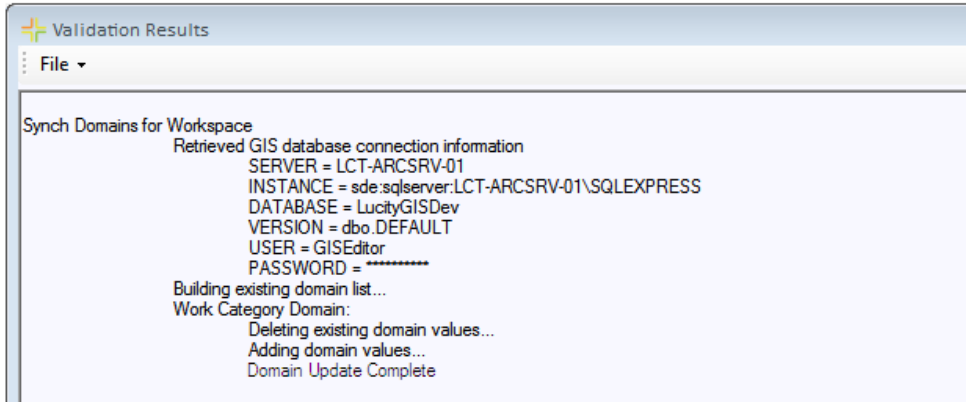 Validation Results
File
Synch Domains for Workspace
Retrieved GIS database connection information
SERVER = LCT-ARCSRV-01
INSTANCE = sde:sqlserver:LCT-ARCSRV-01\SQLEXPRESS
DATABASE = LucityGISDev
VERSION = dbo.DEFAULT
USER = GISEditor
PASSWORD = **********
Building existing domain list...
Work Category Domain:
Deleting existing domain values...
Adding domain values...
Domain Update Complete